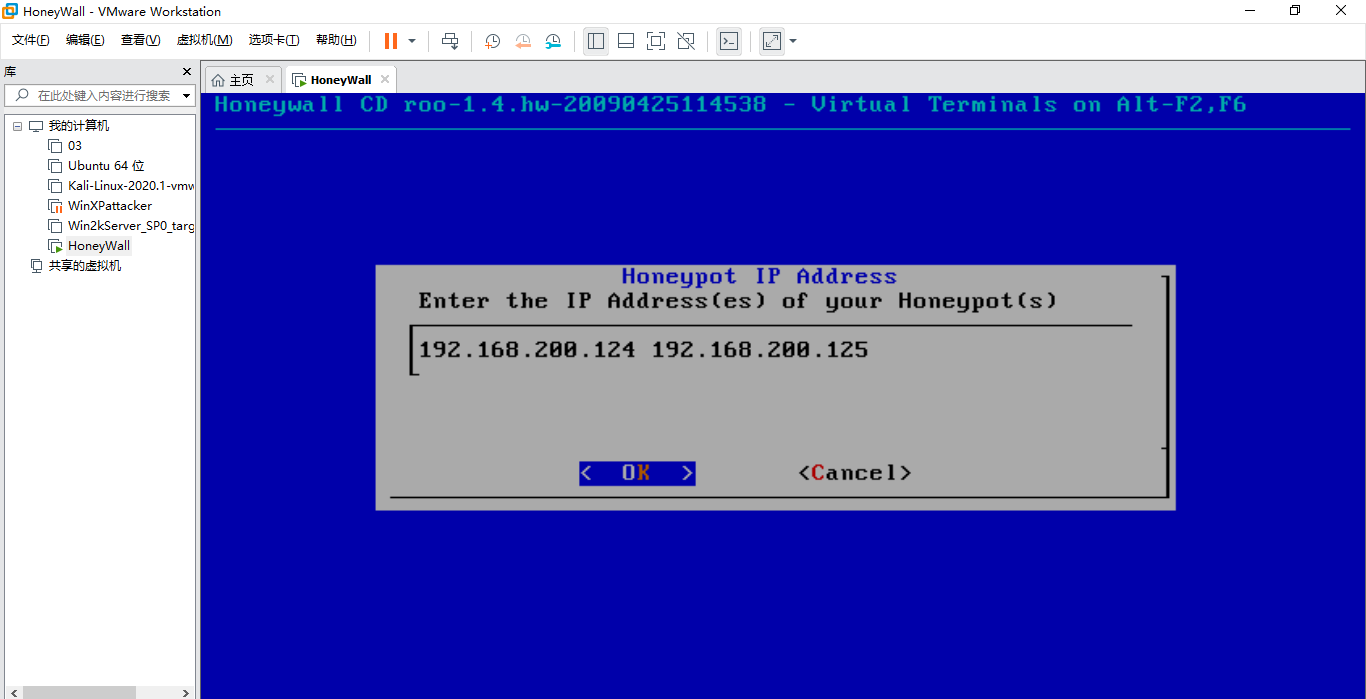 HoneyWall - VMware Workstation
文件(F) 编辑(E) 查看(V) 虚拟机(M) 选项卡(T) 帮助(H)
库
在此处键入内容进行搜索
我的计算机
03
Ubuntu 64 位
Kali-Linux-2020.1-vmw
WinXPattacker
Win2kServer_SP0_targ
HoneyWall
共享的虚拟机
主页
HoneyWall
Honeywall CD roo-1.4.hw-20090425114538 - Virtual Terminals on Alt-F2,F6
Honeypot IP Address
Enter the IP Address(es) of your Honeypot(s)
192.168.200.124 192.168.200.125
< OK > <Cancel>